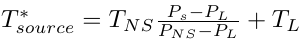 $T^{*}_{source} = T_{NS} \frac{P_s - P_L}{P_{NS} - P_L} + T_L$